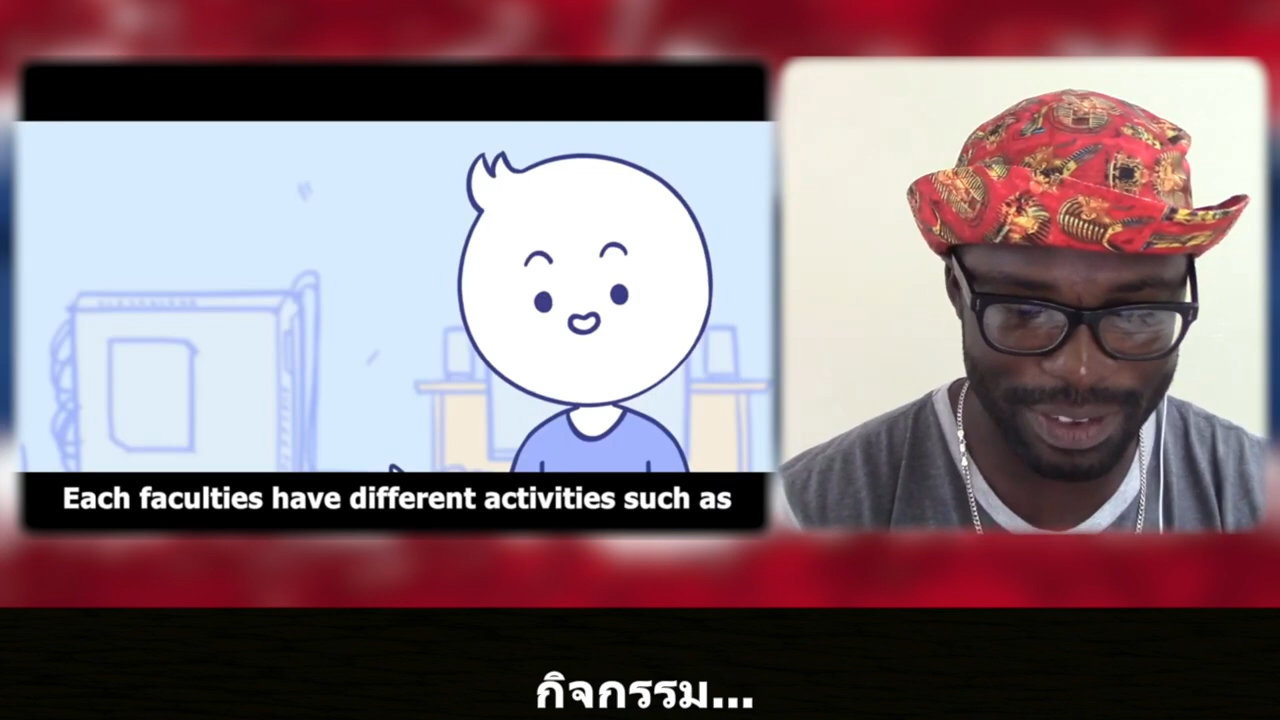 Each faculties have different activities such as
กิจกรรม...